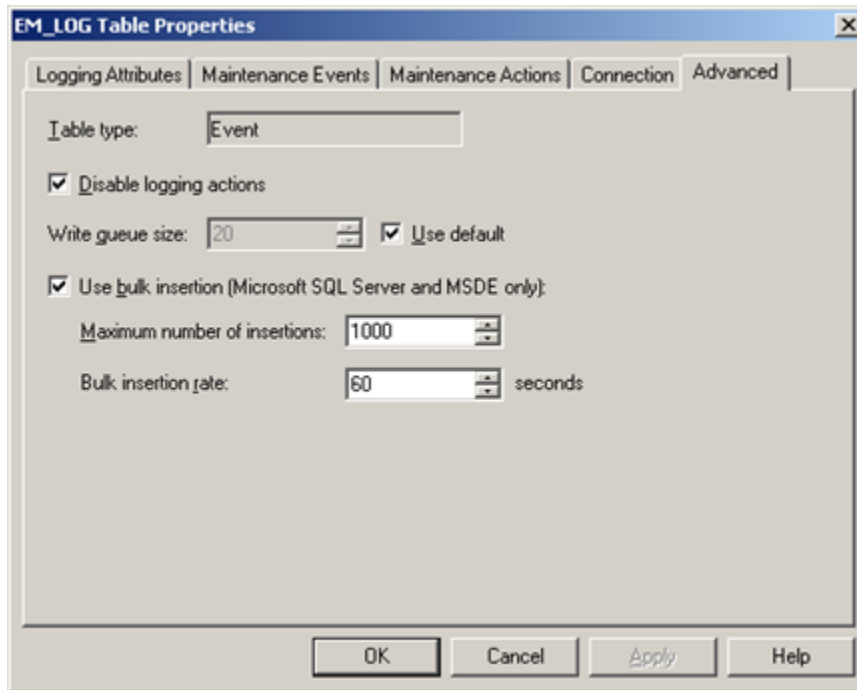 EM_LOG Table Properties
Logging Attributes Maintenance Events Maintenance Actions Connection Advanced
Table type: Event
Disable logging actions
Write queue size: 20 Use default
Use bulk insertion (Microsoft SQL Server and MSDE only):
Maximum number of insertions: 1000
Bulk insertion rate: 60 seconds
OK Cancel Apply Help